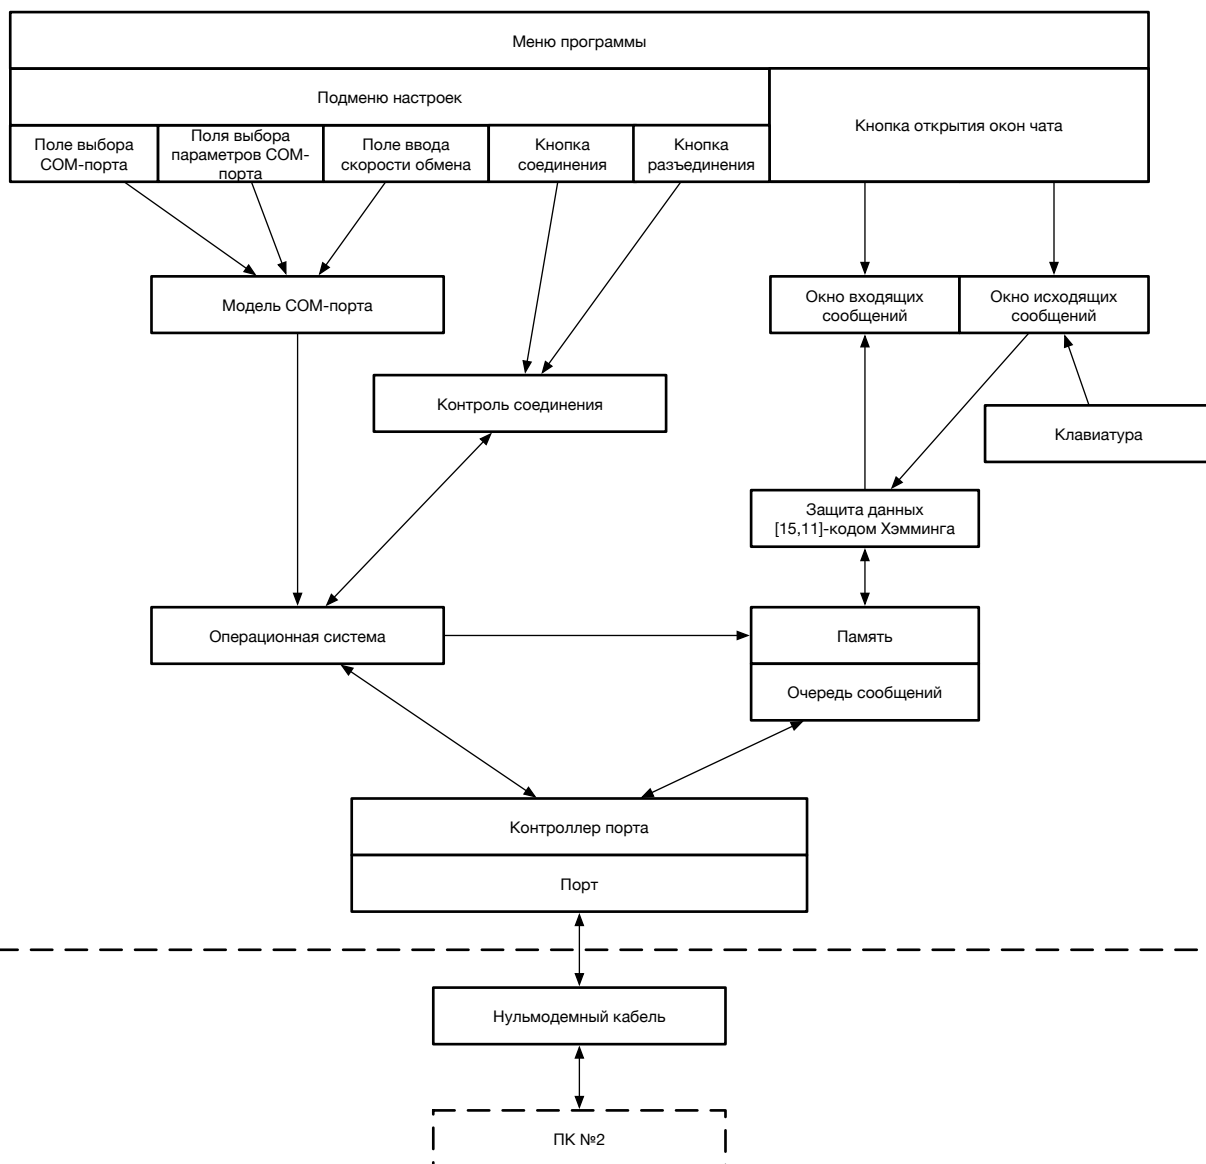 Меню программы
Подменю настроек
Кнопка открытия окон чата
Поле выбора
COM-порта
Поля выбора
параметров COM-
порта
Поле ввода
скорости обмена
Кнопка
соединения
Кнопка
разъединения
Модель COM-порта
Окно входящих
сообщений
Окно исходящих
сообщений
Контроль соединения
Клавиатура
Защита данных
[15,11]-кодом Хэмминга
Операционная система
Память
Очередь сообщений
Контроллер порта
Порт
Нульмодемный кабель
ПК №2